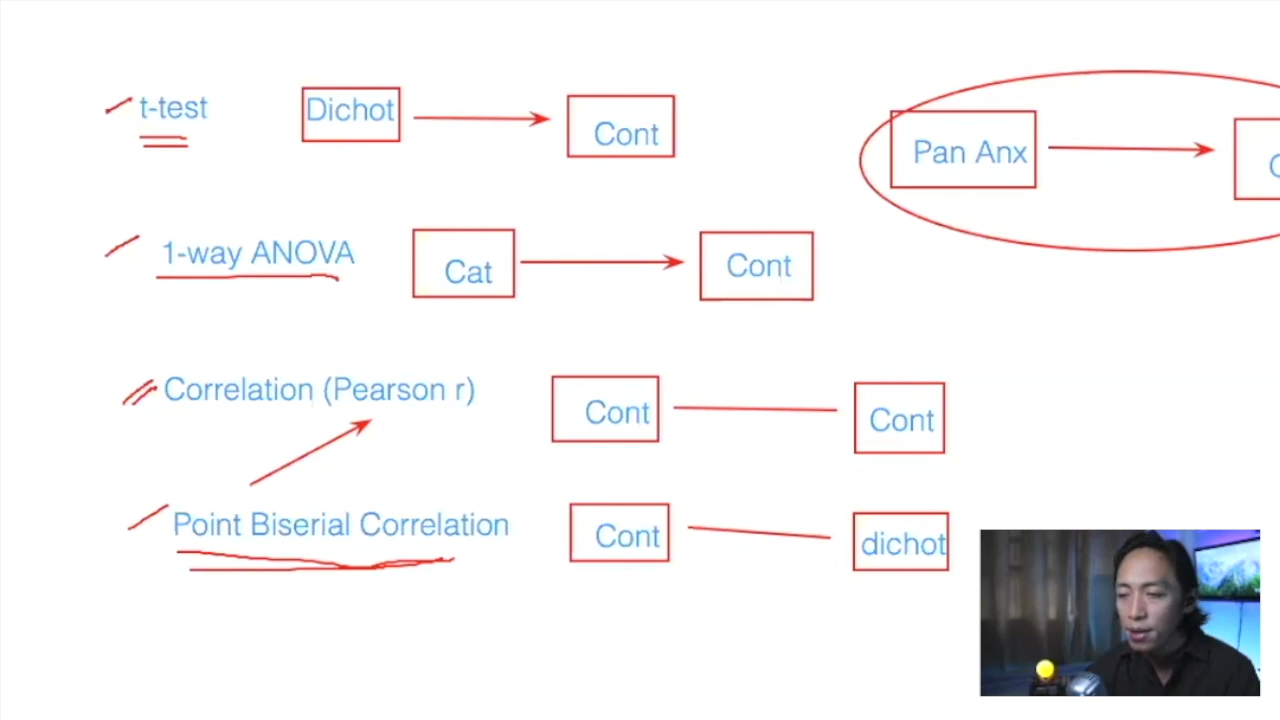 t-test Dichot Cont
Pan Anx
1-way ANOVA Cat Cont
Correlation (Pearson r) Cont Cont
Point Biserial Correlation Cont dichot